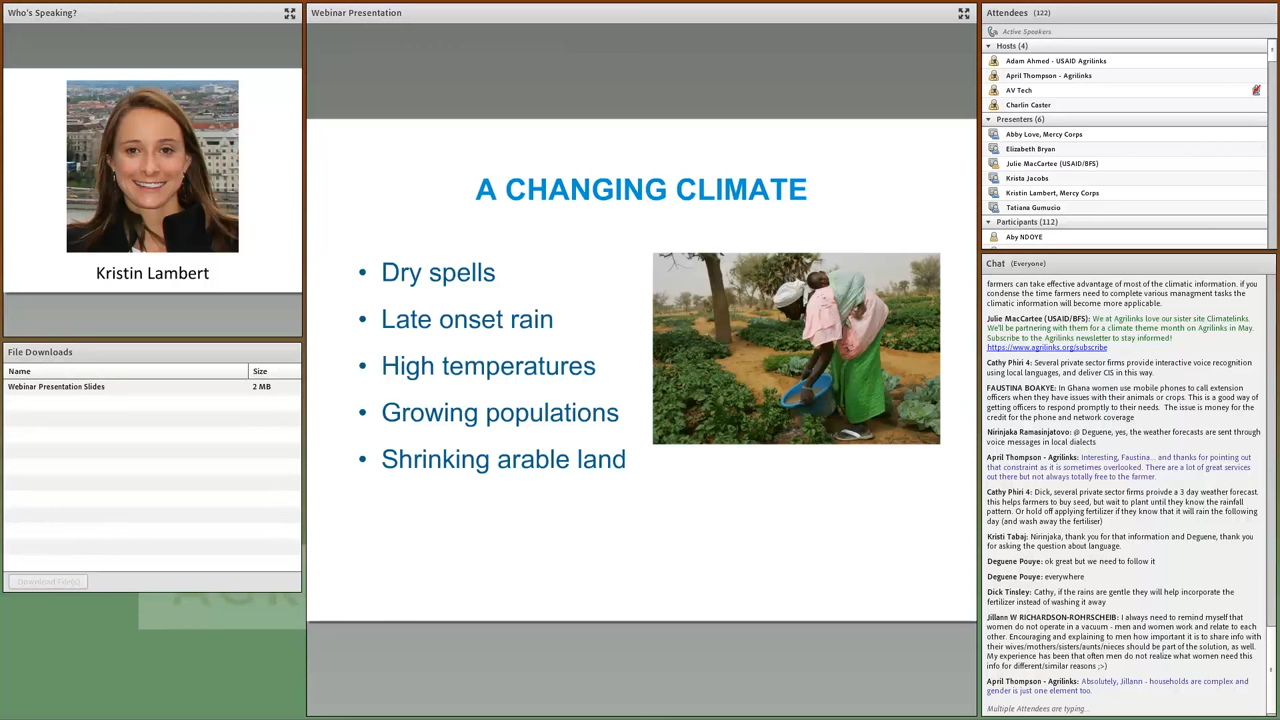 Who's Speaking?
Kristin Lambert
File Downloads
Name Size
Webinar Presentation Slides 2 MB
Download File(s)
AGR
Webinar Presentation
A CHANGING CLIMATE
• Dry spells
• Late onset rain
• High temperatures
• Growing populations
• Shrinking arable land
Attendees (122)
Active Speakers
Hosts (4)
Adam Ahmed - USAID Agrilinks
April Thompson - Agrilinks
AV Tech
Charlin Caster
Presenters (6)
Abby Love, Mercy Corps
Elizabeth Bryan
Julie MacCartee (USAID/BFS)
Krista Jacobs
Kristin Lambert, Mercy Corps
Tatiana Gumucio
Participants (112)
Aby NDOYE
Chat (Everyone)
farmers can take effective advantage of most of the climatic information. if you
condense the time farmers need to complete various managment tasks the
climatic information will become more applicable.
Julie MacCartee (USAID/BFS): We at Agrilinks love our sister site Climatelinks.
We'll be partnering with them for a climate theme month on Agrilinks in May.
Subscribe to the Agrilinks newsletter to stay informed!
https://www.agrilinks.org/subscribe
Cathy Phiri 4: Several private sector firms provide interactive voice recognition
using local languages, and deliver CIS in this way.
FAUSTINA BOAKYE: In Ghana women use mobile phones to call extension
officers when they have issues with their animals or crops. This is a good way of
getting officers to respond promptly to their needs. The issue is money for the
credit for the phone and network coverage
Nirinjaka Ramasinjatovo: @ Deguene, yes, the weather forecasts are sent through
voice messages in local dialects
April Thompson - Agrilinks: Interesting, Faustina... and thanks for pointing out
that constraint as it is sometimes overlooked. There are a lot of great services
out there but not always totally free to the farmer.
Cathy Phiri 4: Dick, several private sector firms proivde a 3 day weather forecast.
this helps farmers to buy seed, but wait to plant until they know the rainfall
pattern. Or hold off applying fertilizer if they know that it will rain the following
day (and wash away the fertiliser)
Kristi Tabaj: Nirinjaka, thank you for that information and Deguene, thank you
for asking the question about language.
Deguene Pouye: ok great but we need to follow it
Deguene Pouye: everywhere
Dick Tinsley: Cathy, if the rains are gentle they will help incorporate the
fertilizer instead of washing it away
Jillann W RICHARDSON-ROHRSCHEIB: I always need to remind myself that
women do not operate in a vacuum - men and women work and relate to each
other. Encouraging and explaining to men how important it is to share info with
their wives/mothers/sisters/aunts/nieces should be part of the solution, as well.
My experience has been that often men do not realize what women need this
info for different/similar reasons ;>)
April Thompson - Agrilinks: Absolutely, Jillann - households are complex and
gender is just one element too.
Multiple Attendees are typing...